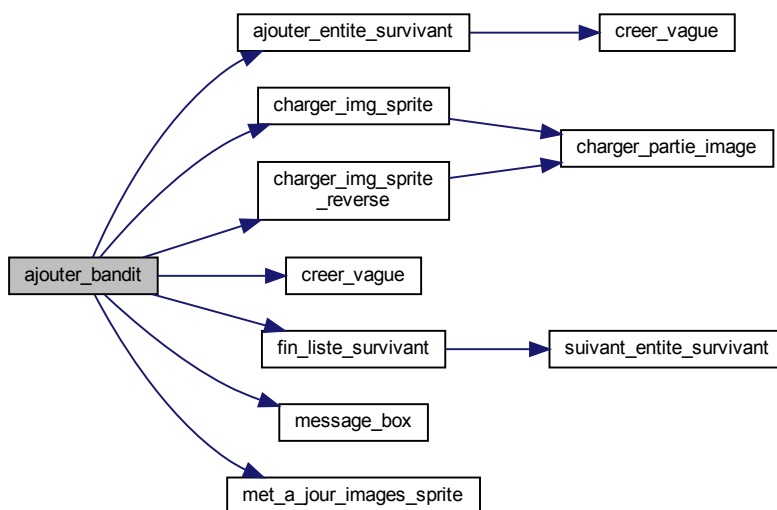 ajouter_entite_survivant
creer_vague
charger_img_sprite
charger_partie_image
charger_img_sprite
_reverse
ajouter_bandit
creer_vague
fin_liste_survivant
suivant_entite_survivant
message_box
met_a_jour_images_sprite